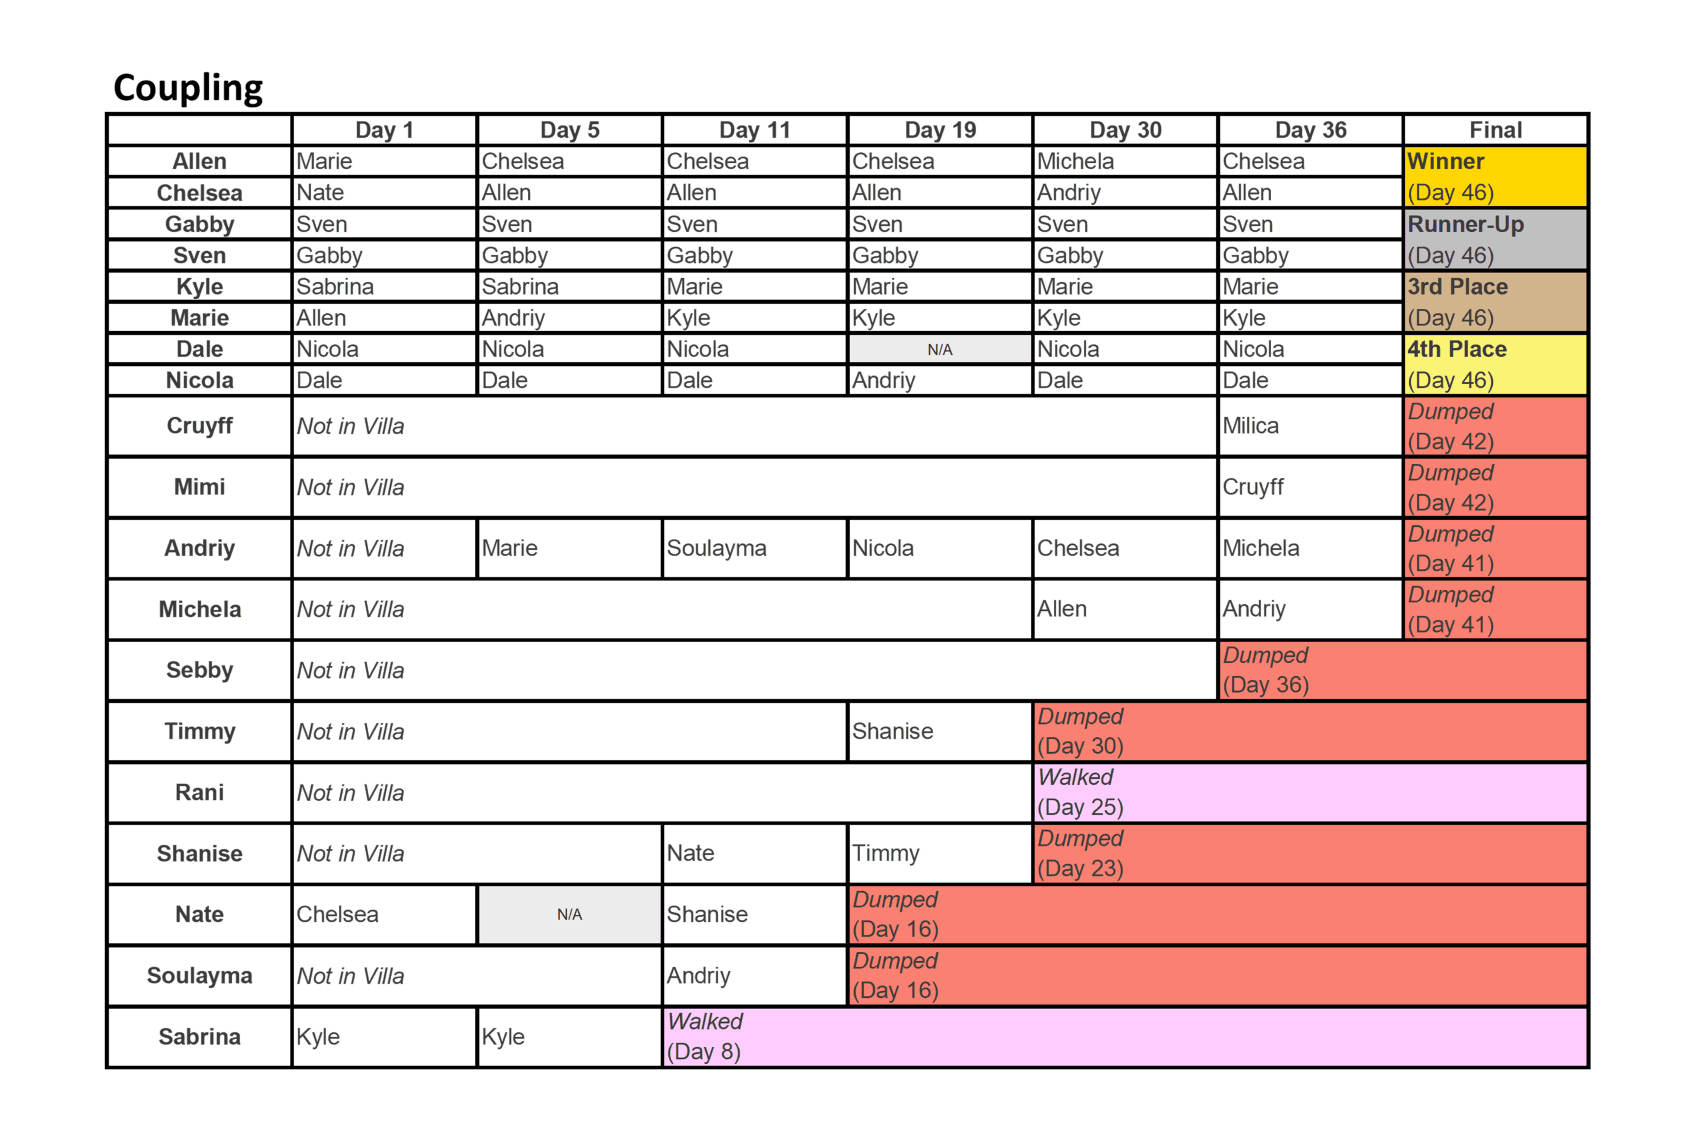 Coupling
Day 1 Day 5 Day 11 Day 19 Day 30 Day 36 Final
Allen Marie Chelsea Chelsea Chelsea Michela Chelsea Winner
Chelsea Nate Allen Allen Allen Andriy Allen (Day 46)
Gabby Sven Sven Sven Sven Sven Sven Runner-Up
Sven Gabby Gabby Gabby Gabby Gabby Gabby (Day 46)
Kyle Sabrina Sabrina Marie Marie Marie Marie 3rd Place
Marie Allen Andriy Kyle Kyle Kyle Kyle (Day 46)
Dale Nicola Nicola Nicola N/A Nicola Nicola 4th Place
Nicola Dale Dale Dale Andriy Dale Dale (Day 46)
Cruyff Not in Villa Milica Dumped
(Day 42)
Mimi Not in Villa Cruyff Dumped
(Day 42)
Andriy Not in Villa Marie Soulayma Nicola Chelsea Michela Dumped
(Day 41)
Michela Not in Villa Allen Andriy Dumped
(Day 41)
Sebby Not in Villa Dumped
(Day 36)
Timmy Not in Villa Shanise Dumped
(Day 30)
Rani Not in Villa Walked
(Day 25)
Shanise Not in Villa Nate Timmy Dumped
(Day 23)
Nate Chelsea N/A Shanise Dumped
(Day 16)
Soulayma Not in Villa Andriy Dumped
(Day 16)
Sabrina Kyle Kyle Walked
(Day 8)